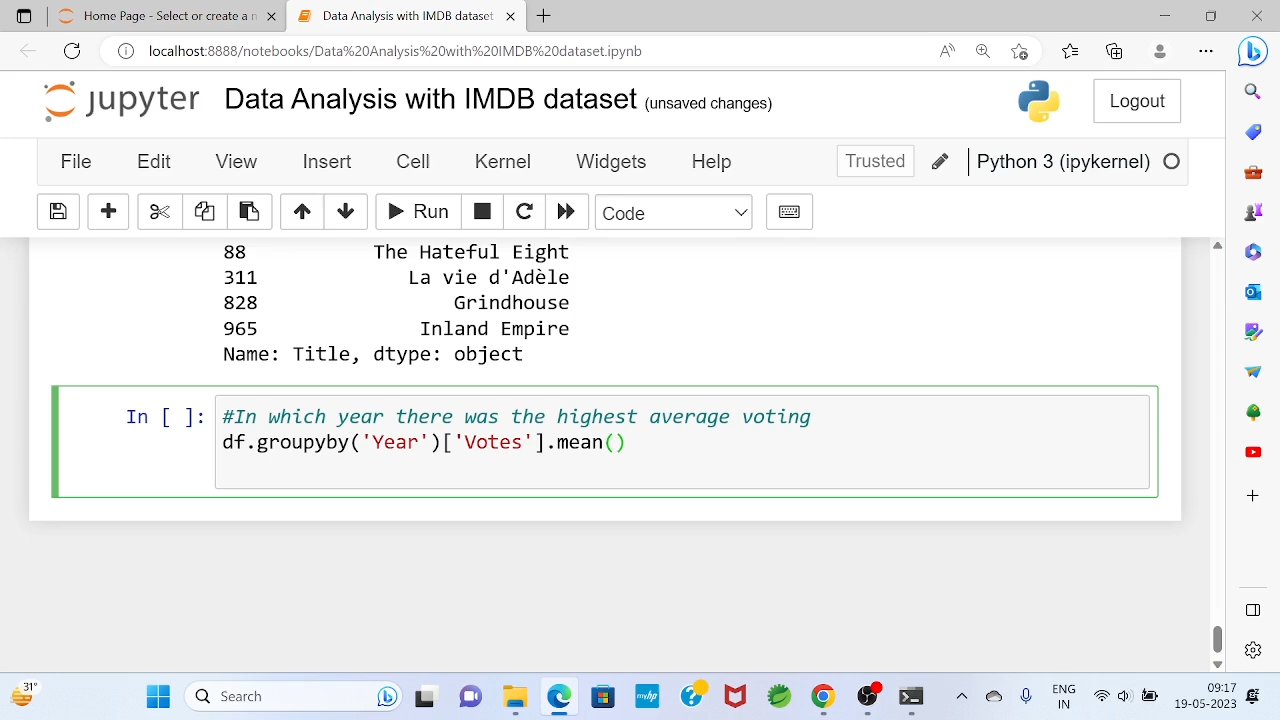 Home Page - Select or create a n
Data Analysis with IMDB dataset
localhost:8888/notebooks/Data%20Analysis%20with%20IMDB%20dataset.ipynb
jupyter Data Analysis with IMDB dataset (unsaved changes)
Logout
File Edit View Insert Cell Kernel Widgets Help
Trusted
Python 3 (ipykernel)
Run
Code
88 The Hateful Eight
311 La vie d'Adèle
828 Grindhouse
965 Inland Empire
Name: Title, dtype: object
In [ ]: #In which year there was the highest average voting
df.groupyby('Year')['Votes'].mean()
31°
Search
myhp
ENG
IN
09:17
19-05-2023